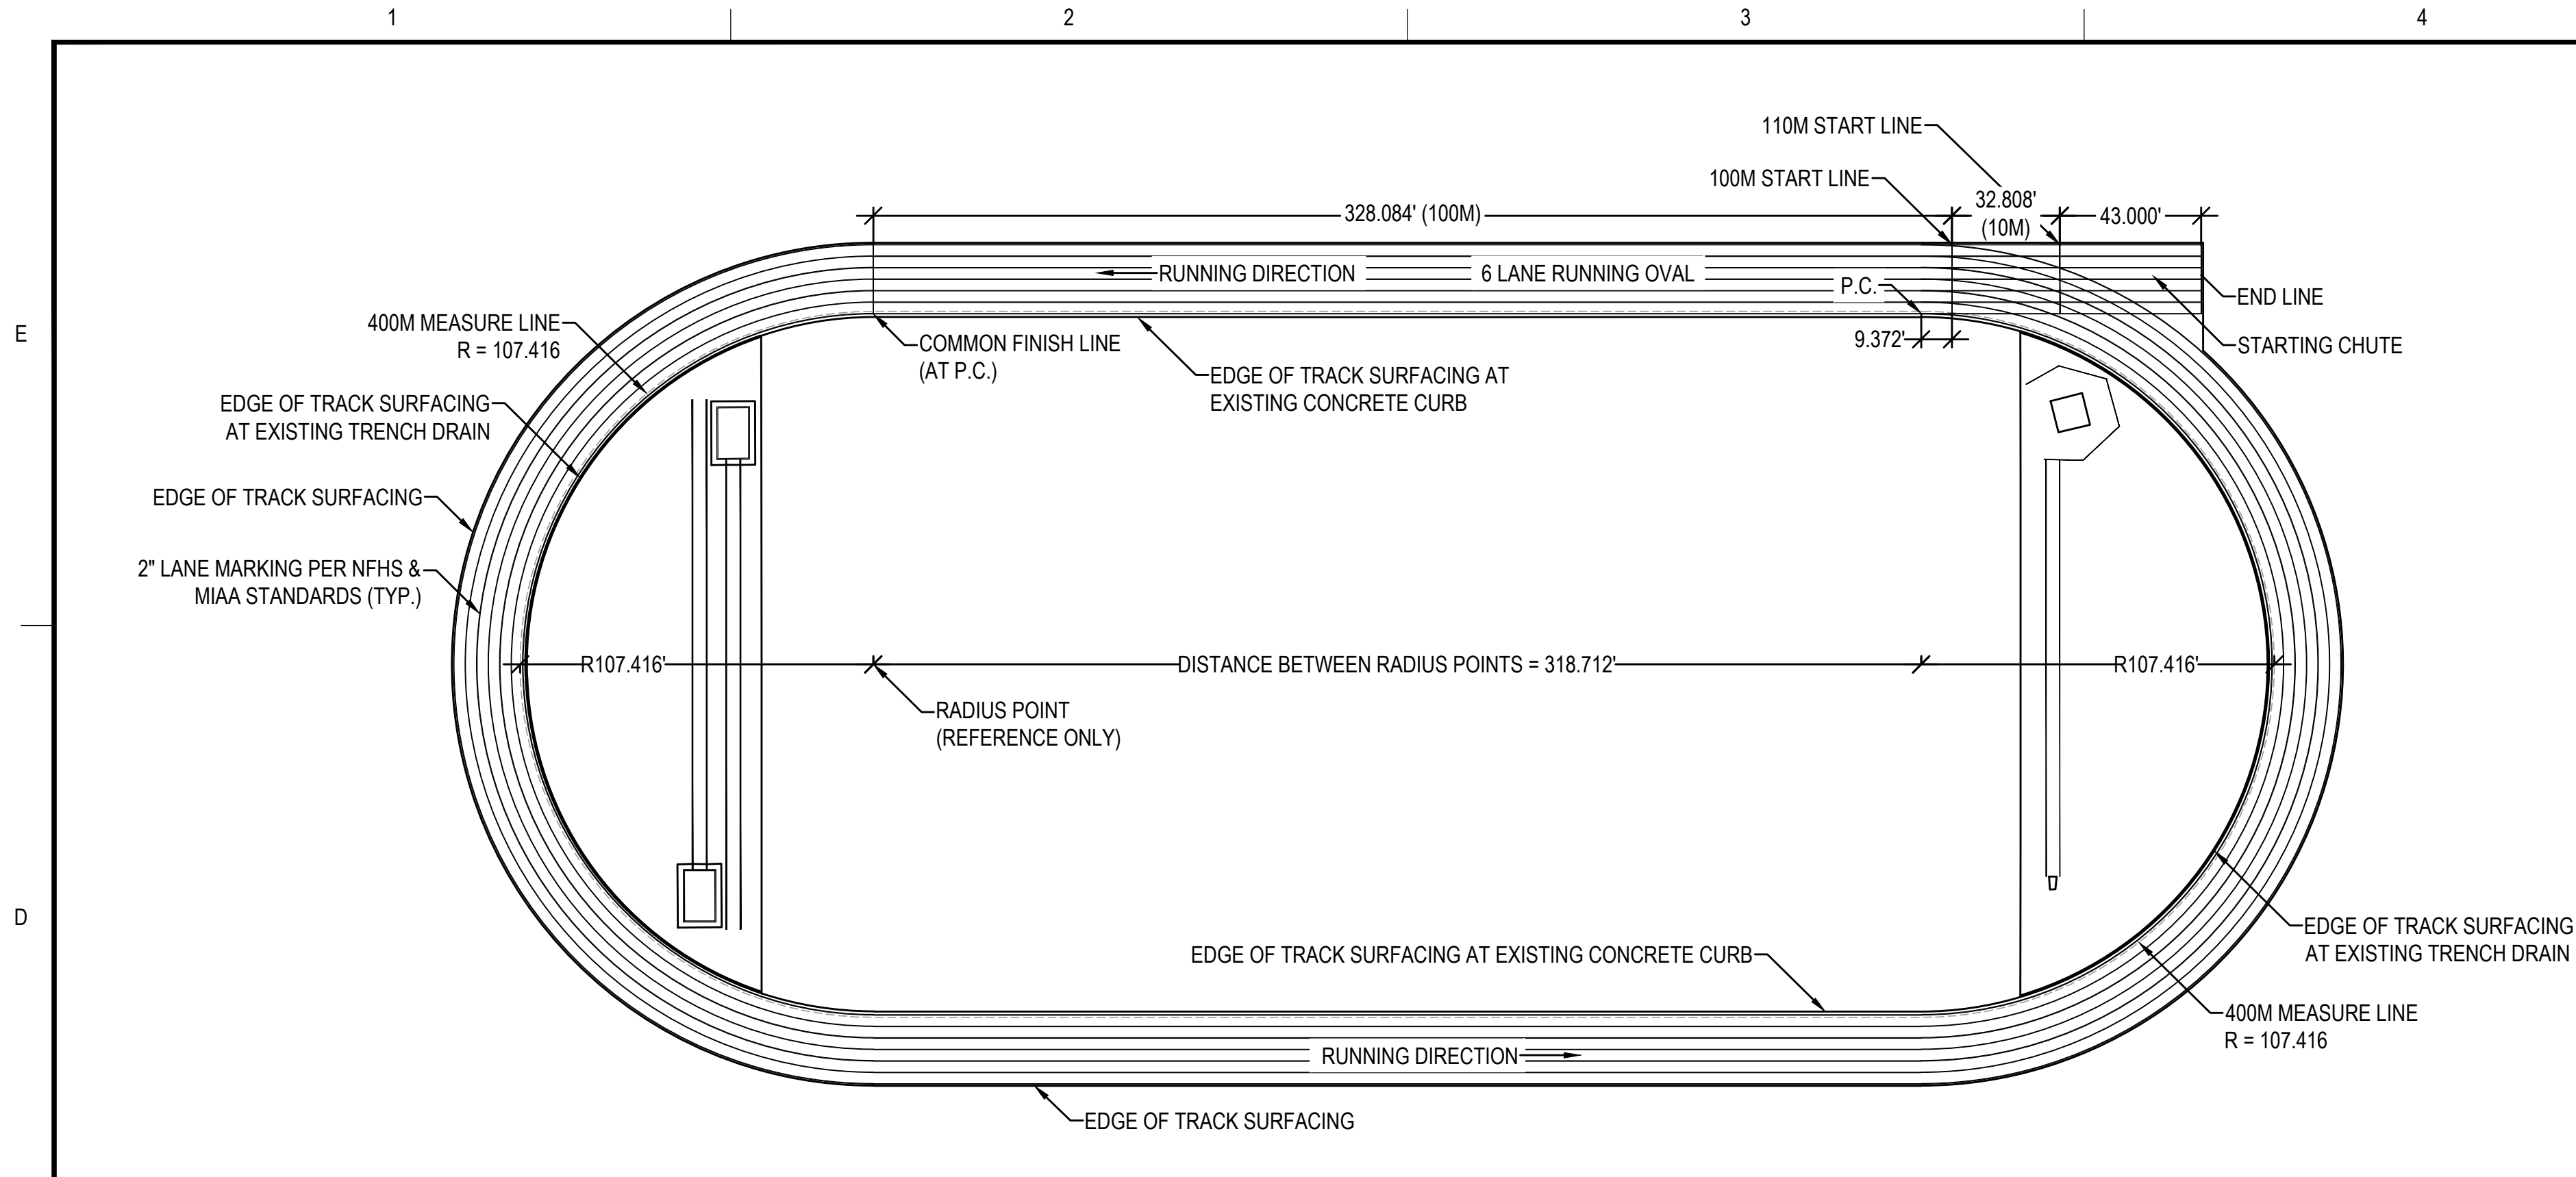 1
2
3
4
110M START LINE
100M START LINE
32.808'
(10M)
328.084' (100M)
43.000'
RUNNING DIRECTION
6 LANE RUNNING OVAL
P.C.
END LINE
E
400M MEASURE LINE
R = 107.416
COMMON FINISH LINE
(AT P.C.)
9.372'
STARTING CHUTE
EDGE OF TRACK SURFACING AT
EXISTING CONCRETE CURB
EDGE OF TRACK SURFACING
AT EXISTING TRENCH DRAIN
EDGE OF TRACK SURFACING
2" LANE MARKING PER NFHS &
MIAA STANDARDS (TYP.)
R107.416'
DISTANCE BETWEEN RADIUS POINTS = 318.712'
R107.416'
RADIUS POINT
(REFERENCE ONLY)
D
EDGE OF TRACK SURFACING AT EXISTING CONCRETE CURB
EDGE OF TRACK SURFACING
AT EXISTING TRENCH DRAIN
400M MEASURE LINE
R = 107.416
RUNNING DIRECTION
EDGE OF TRACK SURFACING